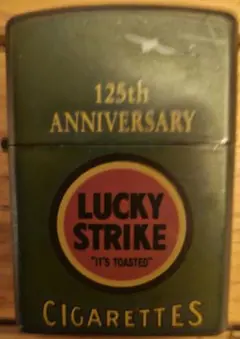 125th
ANNIVERSARY
LUCKY
STRIKE
"IT'S TOASTED"
CIGARETTES